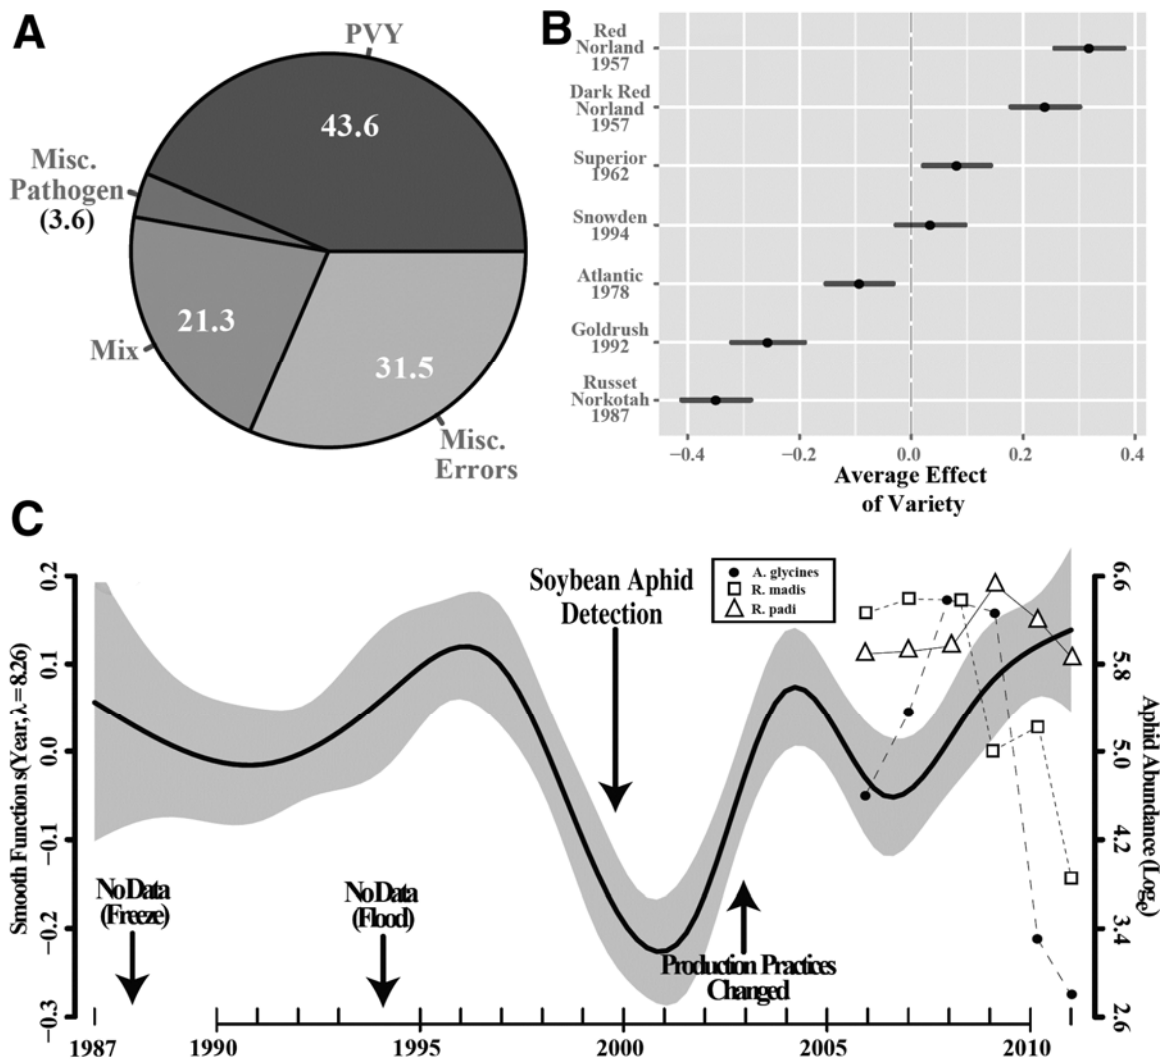 A
PVY
43.6
Misc.
Pathogen
(3.6)
21.3
Mix
31.5
Misc.
Errors
B
Red
Norland
1957
Dark Red
Norland
1957
Superior
1962
Snowden
1994
Atlantic
1978
Goldrush
1992
Russet
Norkotah
1987
−0.4
−0.2
0.0
0.2
0.4
Average Effect
of Variety
C
Smooth Function s(Year, λ = 8.26)
0.2
0.1
0.0
−0.1
−0.2
−0.3
Soybean Aphid
Detection
A. glycines
R. madis
R. padi
No Data
(Freeze)
No Data
(Flood)
Production Practices
Changed
6.6
5.8
5.0
4.2
3.4
2.6
Aphid Abundance (Loge)
1987
1990
1995
2000
2005
2010